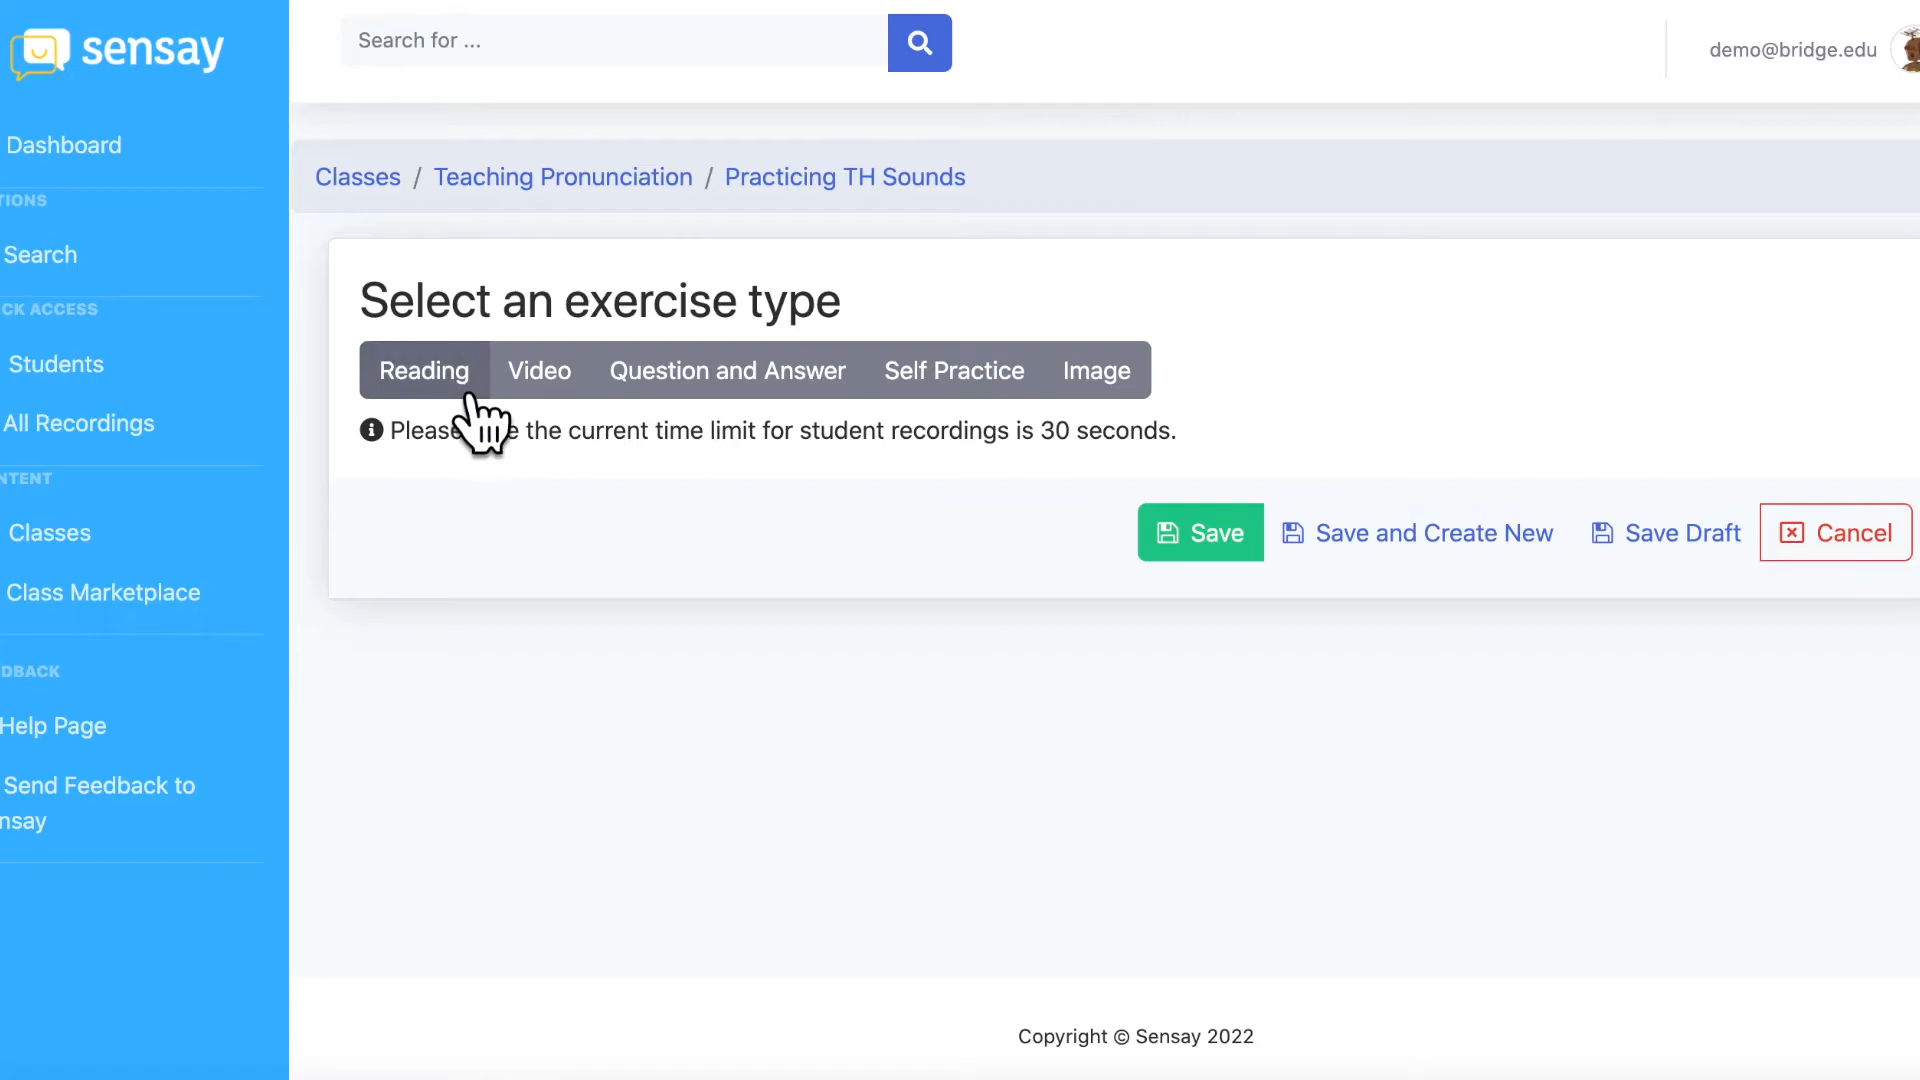 sensay
Search for ...
demo@bridge.edu
Dashboard
TIONS
Search
CK ACCESS
Students
All Recordings
NTENT
Classes
Class Marketplace
DBACK
Help Page
Send Feedback to
nsay
Classes / Teaching Pronunciation / Practicing TH Sounds
Select an exercise type
Reading Video Question and Answer Self Practice Image
Please the current time limit for student recordings is 30 seconds.
Save Save and Create New Save Draft Cancel
Copyright © Sensay 2022